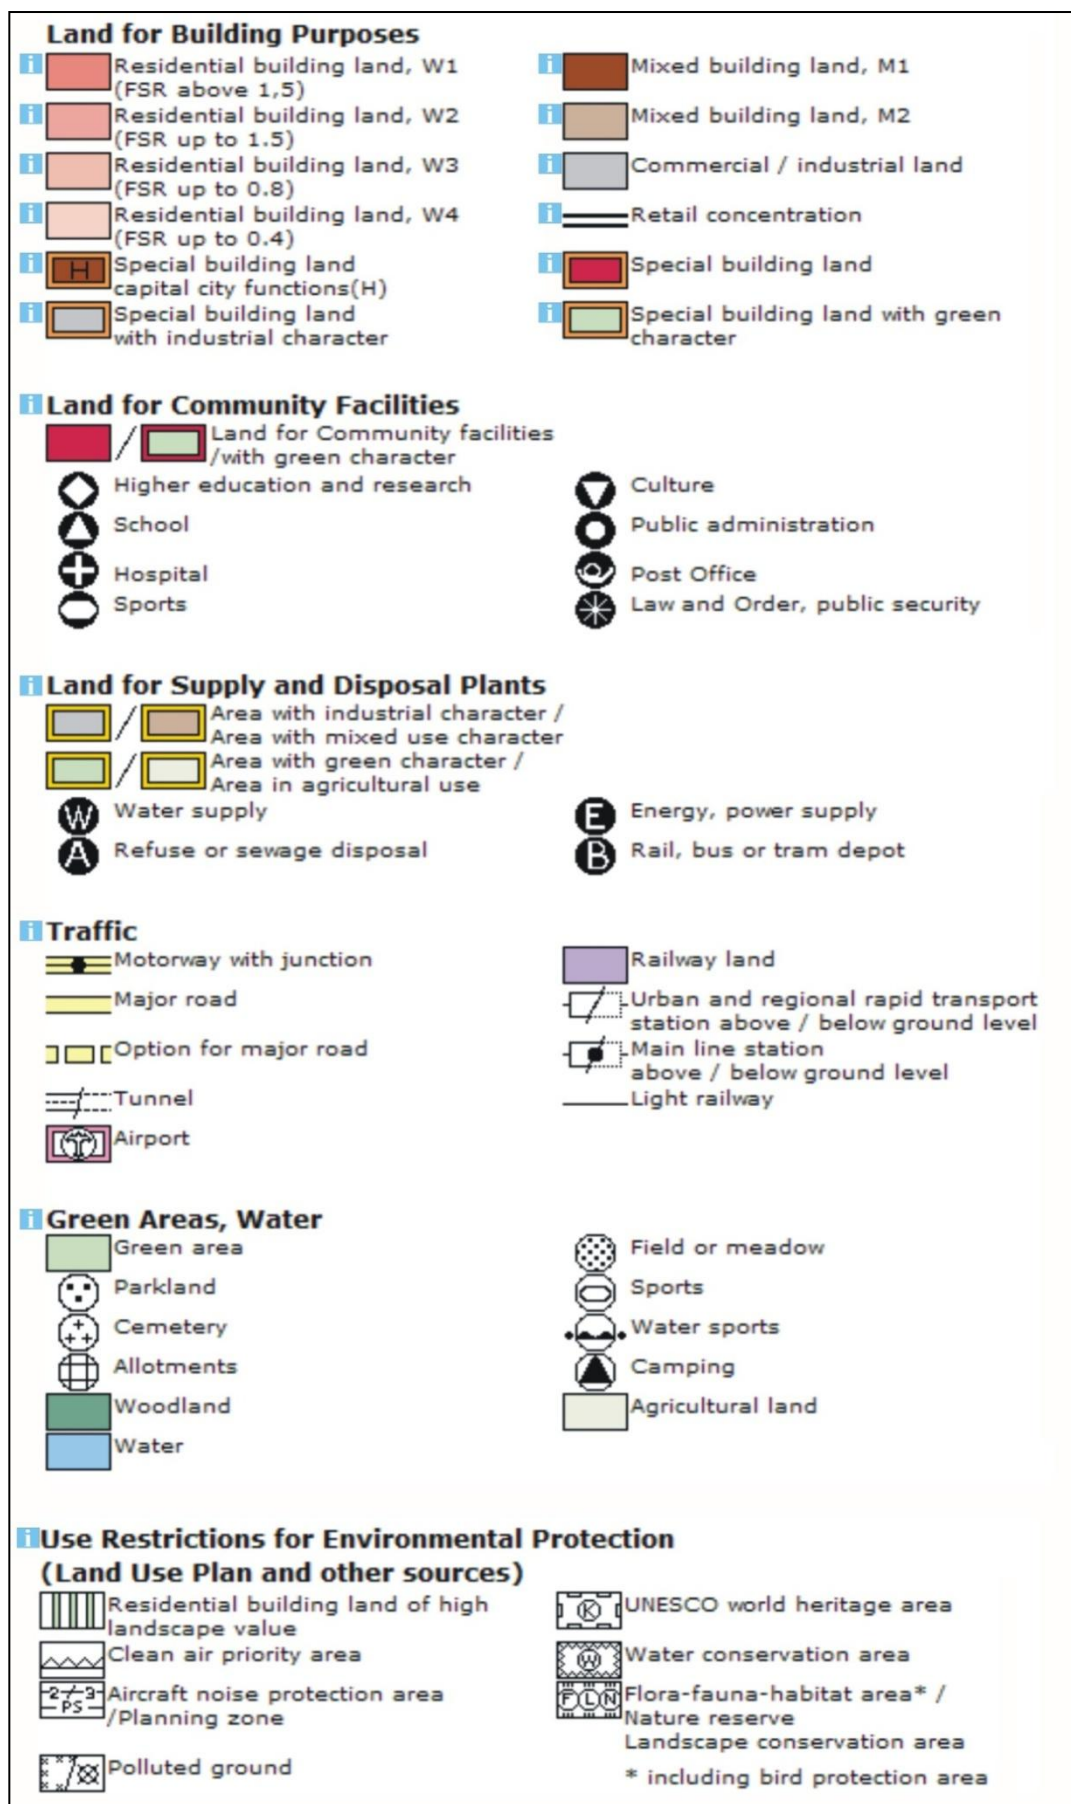 Land for Building Purposes
i Residential building land, W1
(FSR above 1,5)
i Mixed building land, M1
i Residential building land, W2
(FSR up to 1.5)
i Mixed building land, M2
i Residential building land, W3
(FSR up to 0.8)
i Commercial / industrial land
i Residential building land, W4
(FSR up to 0.4)
i Retail concentration
i H Special building land
capital city functions(H)
i Special building land
i Special building land
with industrial character
i Special building land with green
character
i Land for Community Facilities
/ Land for Community facilities
/with green character
Higher education and research
Culture
School
Public administration
Hospital
Post Office
Sports
Law and Order, public security
i Land for Supply and Disposal Plants
/ Area with industrial character /
Area with mixed use character
/ Area with green character /
Area in agricultural use
W Water supply
E Energy, power supply
A Refuse or sewage disposal
B Rail, bus or tram depot
i Traffic
Motorway with junction
Railway land
Major road
Urban and regional rapid transport
station above / below ground level
Option for major road
Main line station
above / below ground level
Tunnel
Light railway
Airport
i Green Areas, Water
Green area
Field or meadow
Parkland
Sports
Cemetery
Water sports
Allotments
Camping
Woodland
Agricultural land
Water
i Use Restrictions for Environmental Protection
(Land Use Plan and other sources)
Residential building land of high
landscape value
K UNESCO world heritage area
Clean air priority area
W Water conservation area
2 / 3
PS
Aircraft noise protection area
/Planning zone
F L N Flora-fauna-habitat area* /
Nature reserve
Landscape conservation area
Polluted ground
* including bird protection area